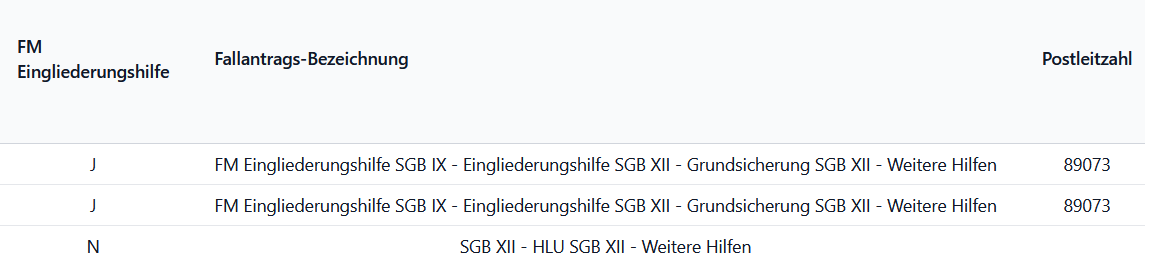 FM
Eingliederungshilfe
Fallantrags-Bezeichnung
Postleitzahl
J FM Eingliederungshilfe SGB IX - Eingliederungshilfe SGB XII - Grundsicherung SGB XII - Weitere Hilfen 89073
J FM Eingliederungshilfe SGB IX - Eingliederungshilfe SGB XII - Grundsicherung SGB XII - Weitere Hilfen 89073
N SGB XII - HLU SGB XII - Weitere Hilfen